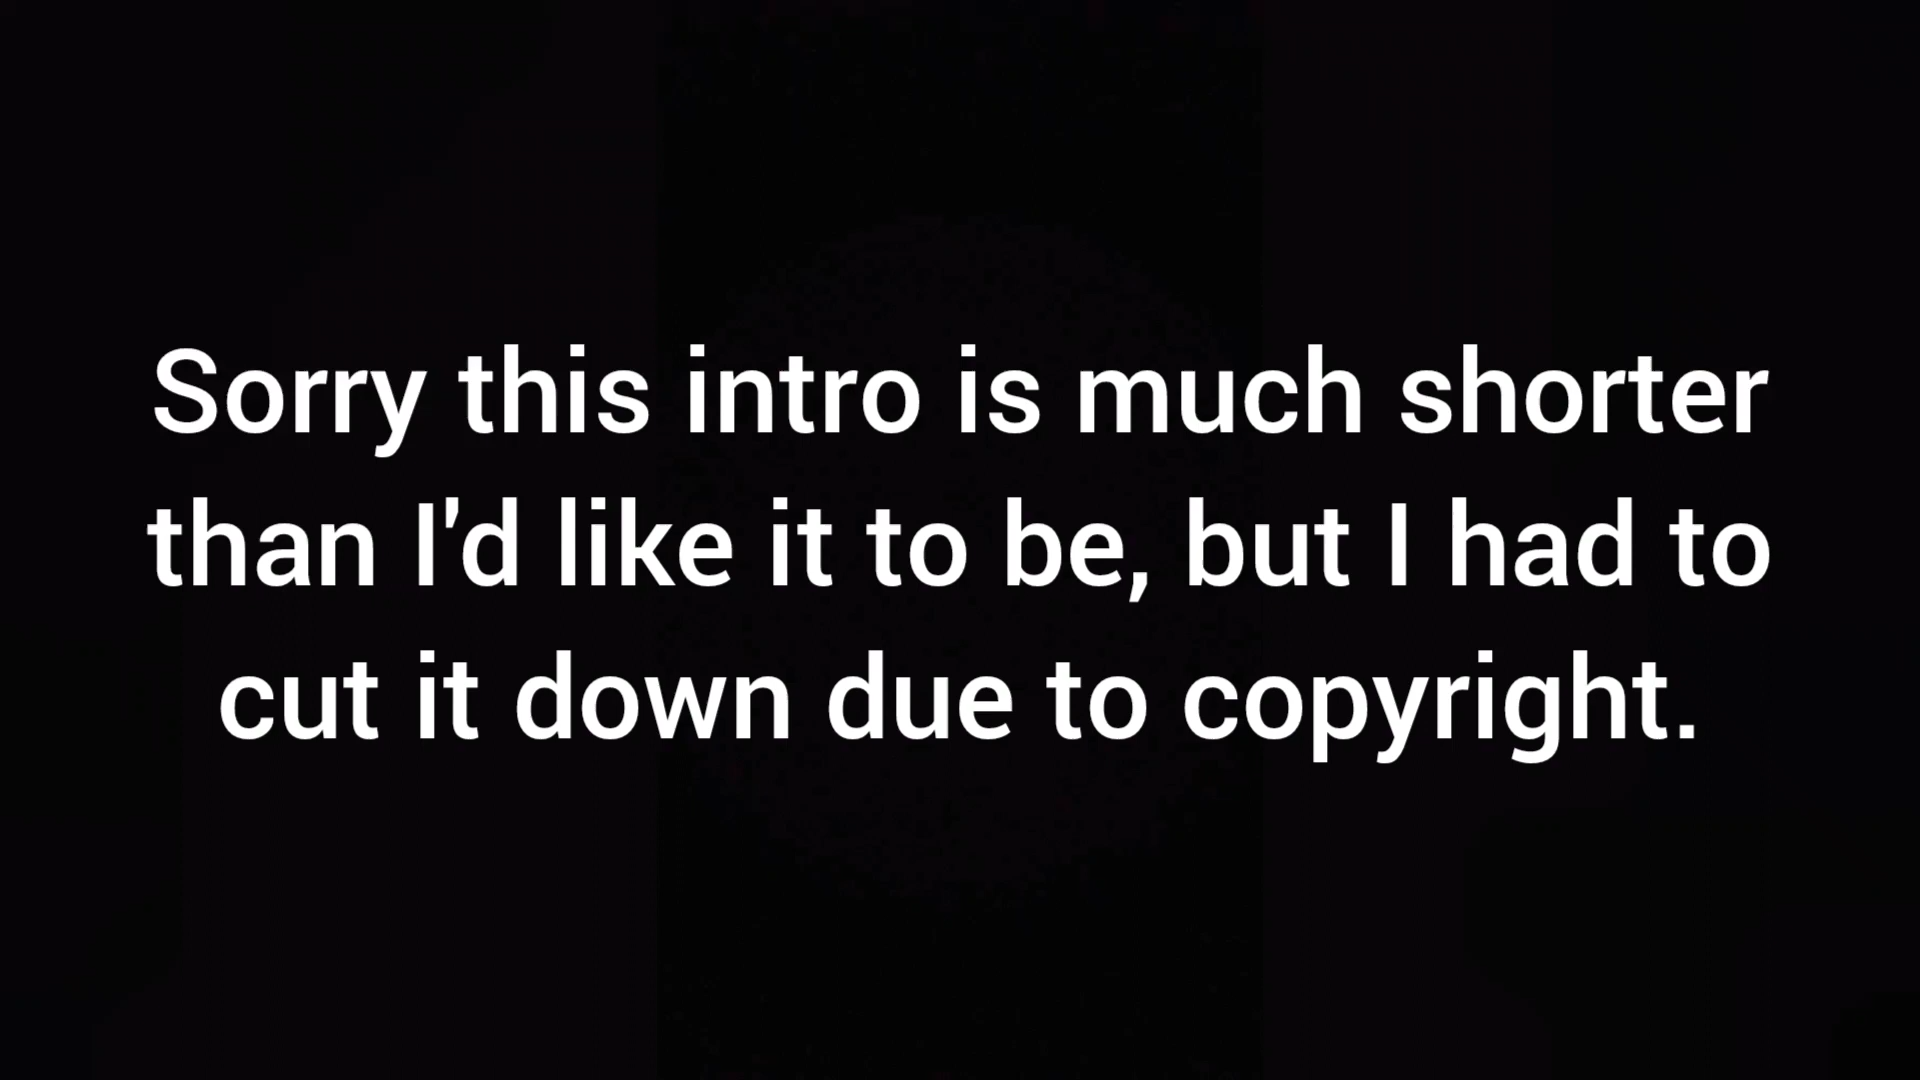 Sorry this intro is much shorter
than I'd like it to be, but I had to
cut it down due to copyright.